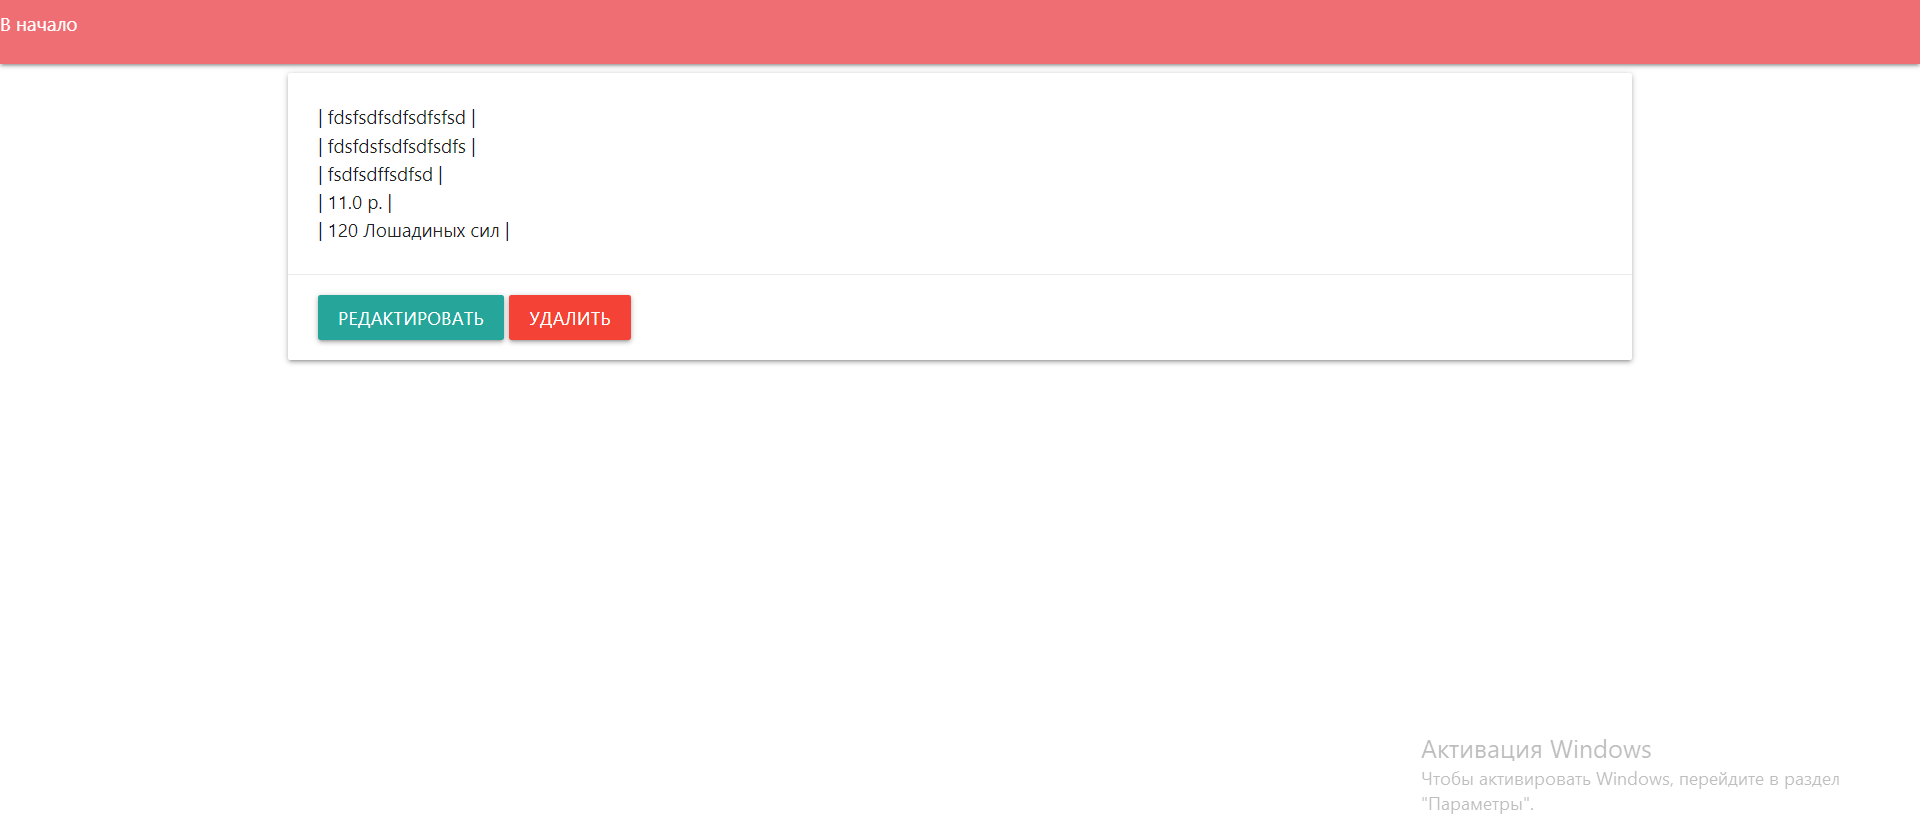 В начало
| fdsfsdfsdfsdfsfsd |
| fdsfdsfsdfsdfsdfs |
| fsdfsdffsdfsd |
| 11.0 р. |
| 120 Лошадиных сил |
РЕДАКТИРОВАТЬ УДАЛИТЬ
Активация Windows
Чтобы активировать Windows, перейдите в раздел
"Параметры".